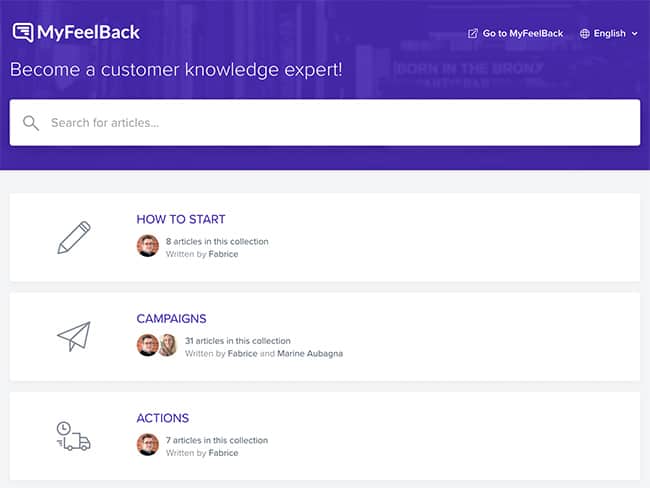 MyFeelBack
Go to MyFeelBack
English
Become a customer knowledge expert!
BORN IN THE BRONX
Search for articles...
HOW TO START
8 articles in this collection
Written by Fabrice
CAMPAIGNS
31 articles in this collection
Written by Fabrice and Marine Aubagna
ACTIONS
7 articles in this collection
Written by Fabrice